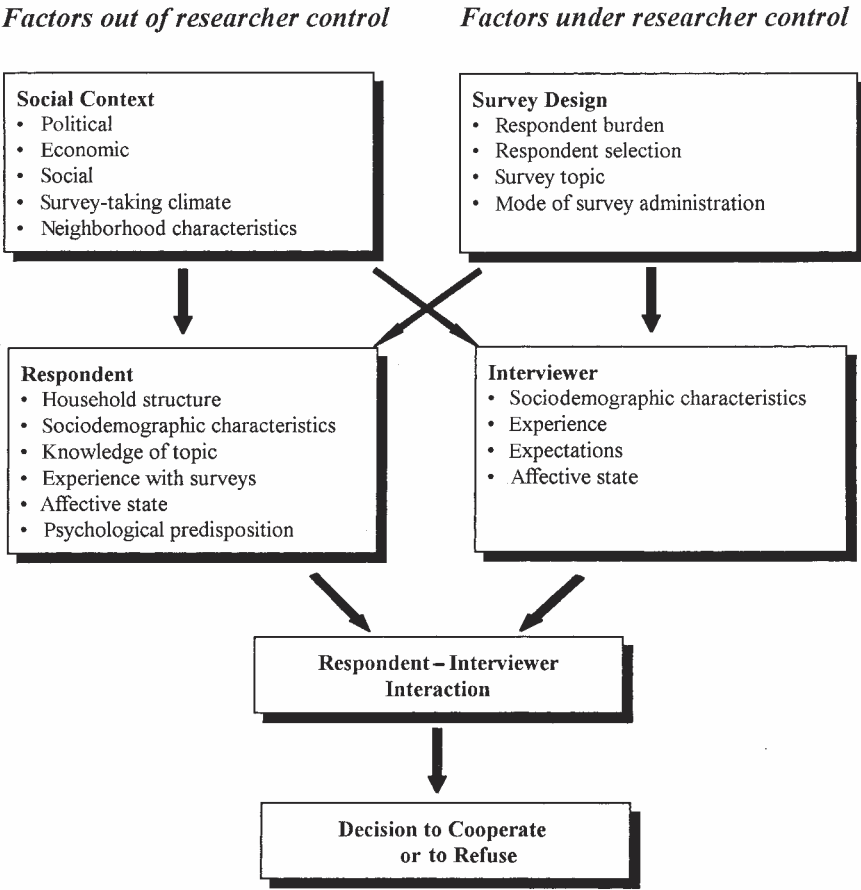 Factors out of researcher control
Factors under researcher control
Social Context
• Political
• Economic
• Social
• Survey-taking climate
• Neighborhood characteristics
Survey Design
• Respondent burden
• Respondent selection
• Survey topic
• Mode of survey administration
Respondent
• Household structure
• Sociodemographic characteristics
• Knowledge of topic
• Experience with surveys
• Affective state
• Psychological predisposition
Interviewer
• Sociodemographic characteristics
• Experience
• Expectations
• Affective state
Respondent – Interviewer
Interaction
Decision to Cooperate
or to Refuse